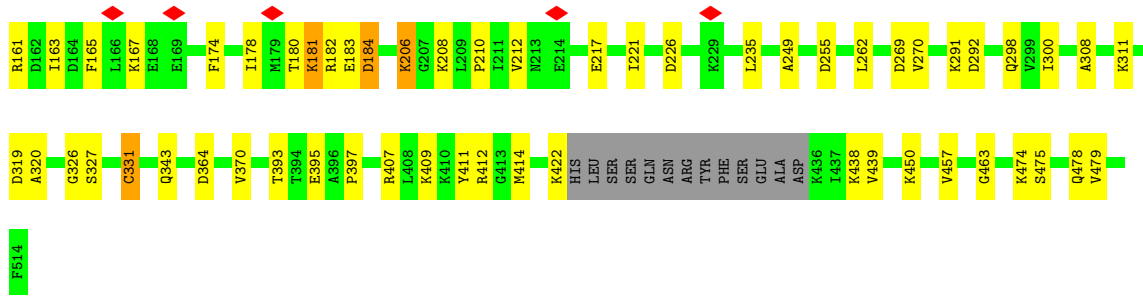 R161 D162 I163 D164 F165 L166 K167 E168 E169 F174 I178 M179 T180 K181 R182 E183 D184 K206 G207 K208 L209 P210 I211 V212 N213 E214 E217 I221 D226 K229 L235 A249 D255 L262 D269 V270 K291 D292 Q298 V299 I300 A308 K311
D319 A320 G326 S327 C331 Q343 D364 V370 T393 T394 E395 A396 P397 R407 L408 K409 K410 Y411 R412 G413 M414 K422 HIS LEU SER SER GLN ASN ARG TYR PHE SER GLU ALA ASP K436 I437 K438 V439 K450 V457 G463 K474 S475 Q478 V479
F514